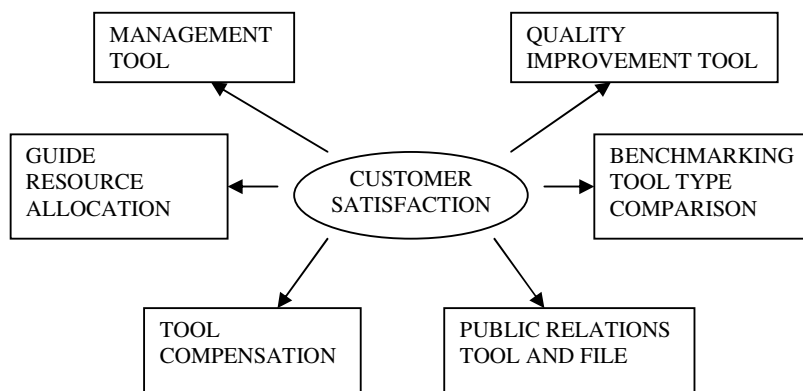 MANAGEMENT
TOOL
QUALITY
IMPROVEMENT TOOL
GUIDE
RESOURCE
ALLOCATION
CUSTOMER
SATISFACTION
BENCHMARKING
TOOL TYPE
COMPARISON
TOOL
COMPENSATION
PUBLIC RELATIONS
TOOL AND FILE